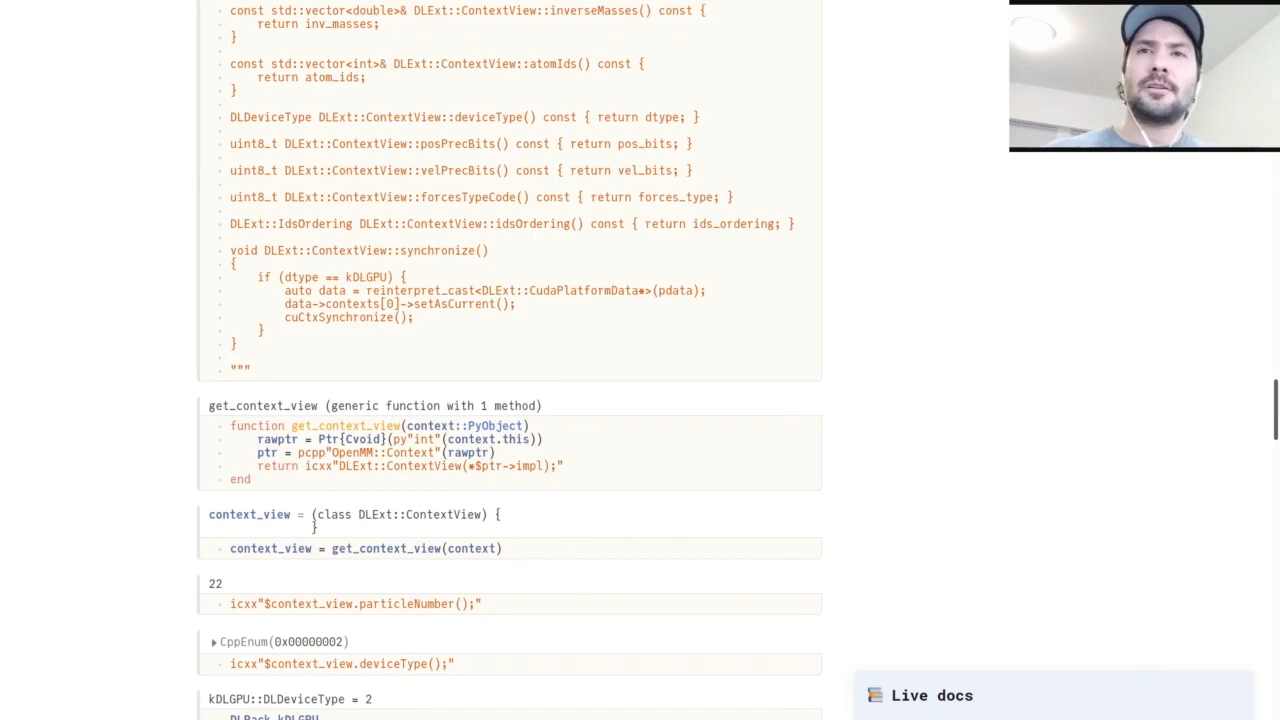 const std::vector<double>& DLExt::ContextView::inverseMasses() const {
    return inv_masses;
}
const std::vector<int>& DLExt::ContextView::atomIds() const {
    return atom_ids;
}
DLDeviceType DLExt::ContextView::deviceType() const { return dtype; }
uint8_t DLExt::ContextView::posPrecBits() const { return pos_bits; }
uint8_t DLExt::ContextView::velPrecBits() const { return vel_bits; }
uint8_t DLExt::ContextView::forcesTypeCode() const { return forces_type; }
DLExt::IdsOrdering DLExt::ContextView::idsOrdering() const { return ids_ordering; }
void DLExt::ContextView::synchronize()
{
    if (dtype == kDLGPU) {
        auto data = reinterpret_cast<DLExt::CudaPlatformData*>(pdata);
        data->contexts[0]->setAsCurrent();
        cuCtxSynchronize();
    }
}
"""
get_context_view (generic function with 1 method)
function get_context_view(context::PyObject)
    rawptr = Ptr{Cvoid}(py"int"(context.this))
    ptr = pcpp"OpenMM::Context"(rawptr)
    return icxx"DLExt::ContextView(*$ptr->impl);"
end
context_view = (class DLExt::ContextView) {
}
context_view = get_context_view(context)
22
icxx"$context_view.particleNumber();"
CppEnum(0x00000002)
icxx"$context_view.deviceType();"
kDLGPU::DLDeviceType = 2
DLPack.kDLGPU
Live docs